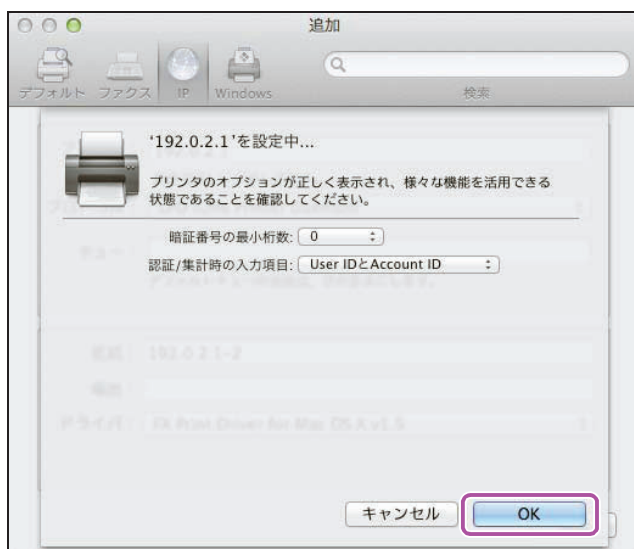 追加
デフォルト ファクス IP Windows 検索
'192.0.2.1'を設定中...
プリンタのオプションが正しく表示され、様々な機能を活用できる
状態であることを確認してください。
暗証番号の最小桁数: 0
認証/集計時の入力項目: User IDとAccount ID
名前: 192.0.2.1-2
場所:
ドライバ: FX Print Driver for Mac OS X v1.5
キャンセル OK